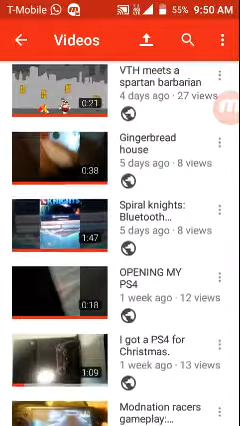 T-Mobile 55% 9:50 AM
Videos
VTH meets a
spartan barbarian
4 days ago · 27 views
0:21
Gingerbread
house
5 days ago · 8 views
0:38
Spiral knights:
Bluetooth…
5 days ago · 8 views
KNIGHTS
1:47
OPENING MY
PS4
1 week ago · 12 views
0:18
I got a PS4 for
Christmas.
1 week ago · 13 views
1:09
Modnation racers
gameplay:…